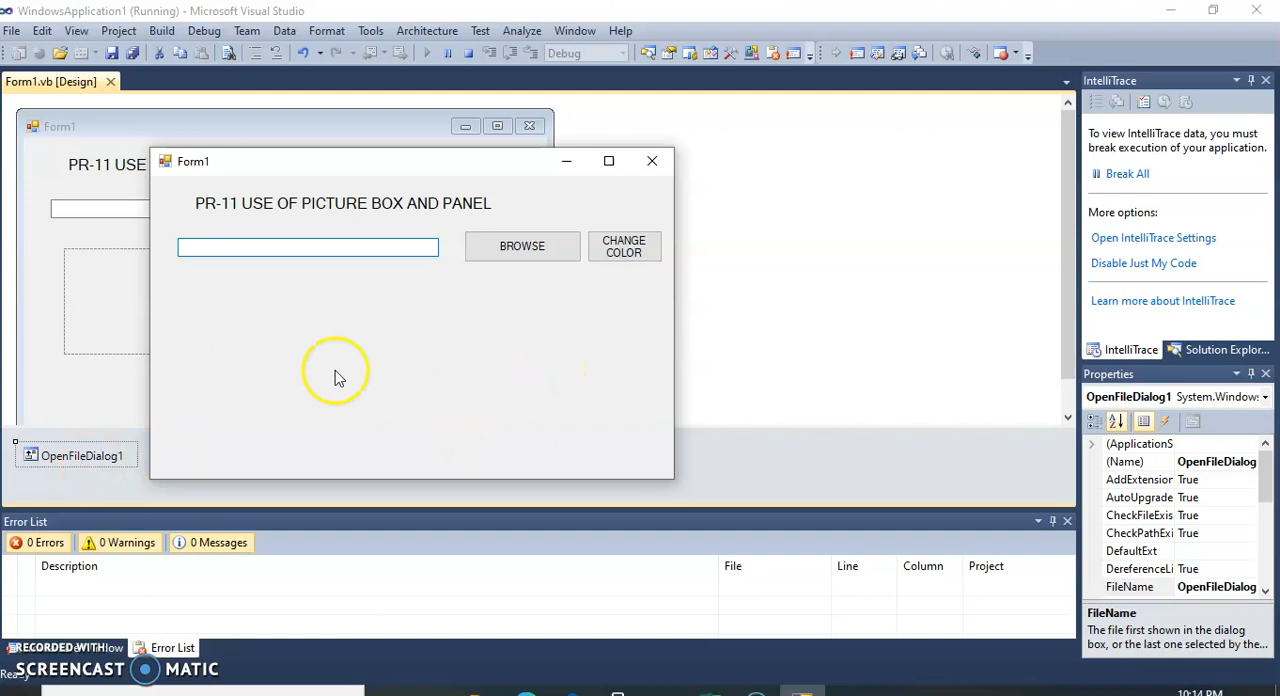 WindowsApplication1 (Running) - Microsoft Visual Studio
File Edit View Project Build Debug Team Data Format Tools Architecture Test Analyze Window Help
Debug
Form1.vb [Design]
Form1
PR-11 USE
Form1
PR-11 USE OF PICTURE BOX AND PANEL
BROWSE
CHANGE
COLOR
OpenFileDialog1
IntelliTrace
To view IntelliTrace data, you must
break execution of your application.
Break All
More options:
Open IntelliTrace Settings
Disable Just My Code
Learn more about IntelliTrace
IntelliTrace Solution Explor...
Properties
OpenFileDialog1 System.Windows
(ApplicationS
(Name) OpenFileDialog
AddExtension True
AutoUpgrade True
CheckFileExis True
CheckPathExi True
DefaultExt
DereferenceLi True
FileName OpenFileDialog
FileName
The file first shown in the dialog
box, or the last one selected by the...
Error List
0 Errors 0 Warnings 0 Messages
Description File Line Column Project
Error List
RECORDED WITH
SCREENCAST MATIC
10:14 PM